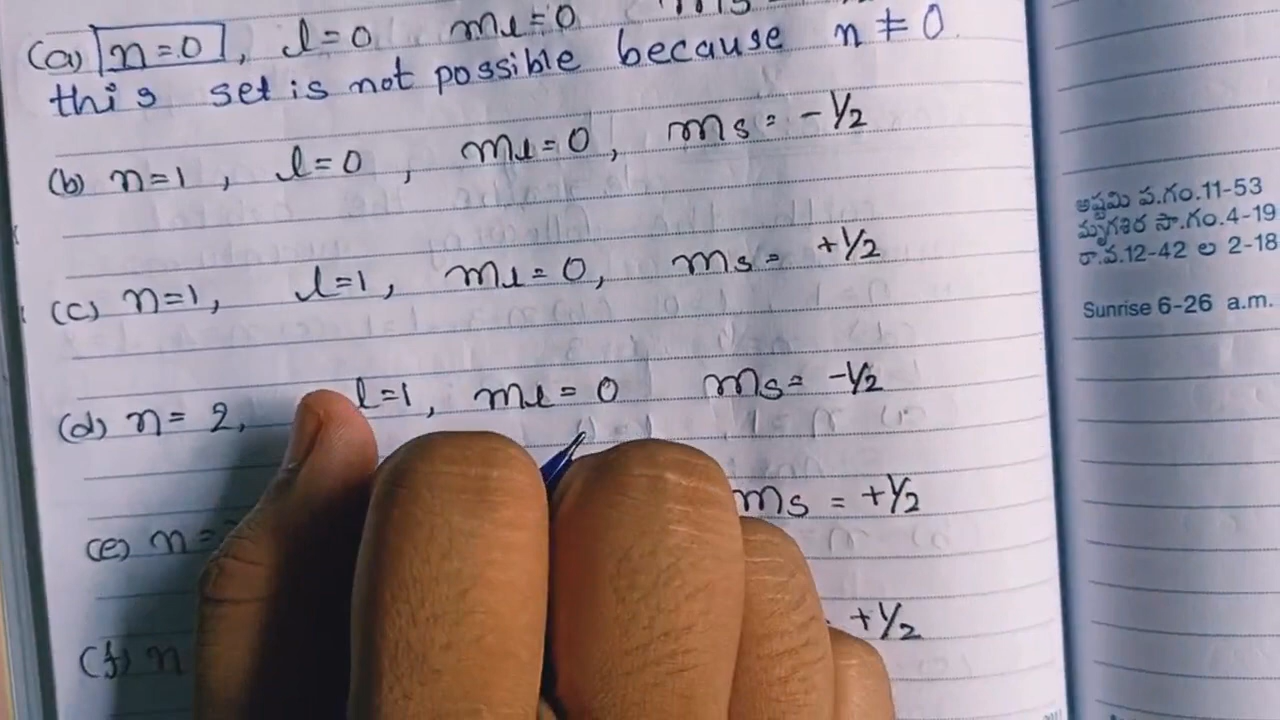 (a) n=0, l=0, ml=0
this set is not possible because n ≠ 0.
(b) n=1, l=0, ml=0, ms= -1/2
(c) n=1, l=1, ml=0, ms= +1/2
(d) n= 2, l=1, ml= 0 ms= -1/2
(e) n= ms = +1/2
(f) n +1/2
అష్టమి ప.గం.11-53
మృగశిర సా.గం.4-19
రా.వ.12-42 ల 2-18
Sunrise 6-26 a.m.